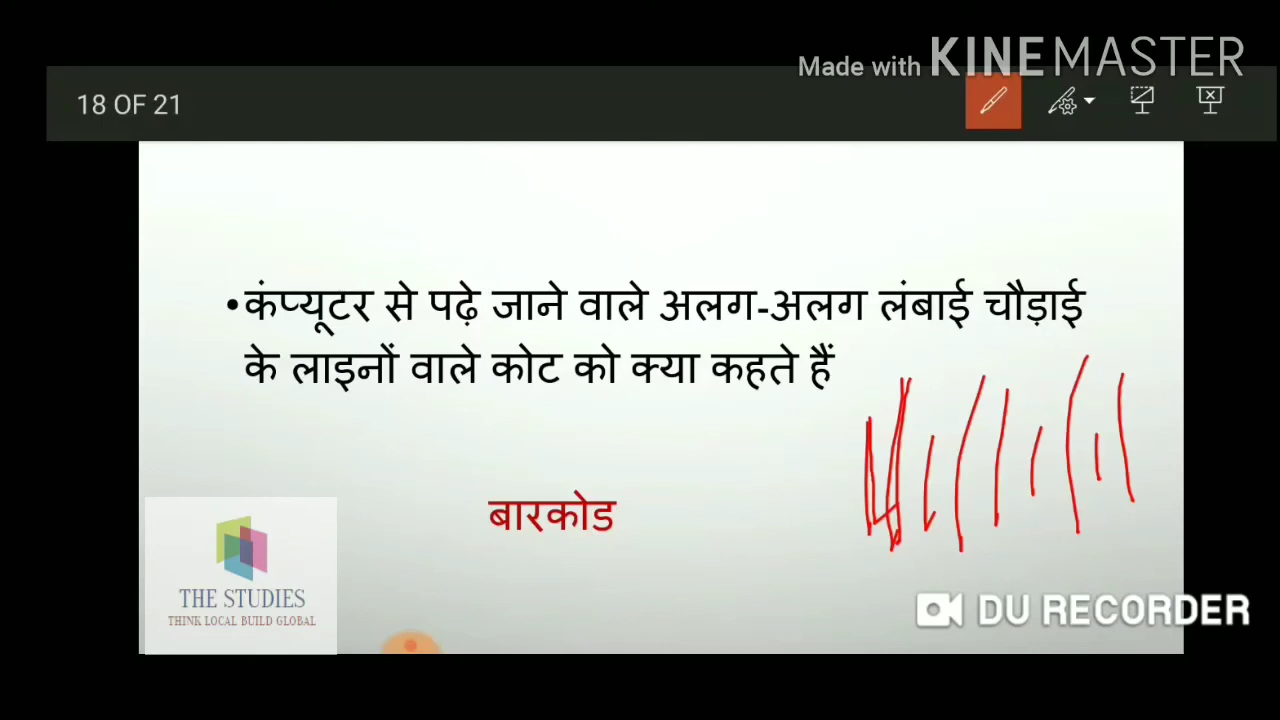 Made with KINEMASTER
18 OF 21
•कंप्यूटर से पढ़े जाने वाले अलग-अलग लंबाई चौड़ाई
के लाइनों वाले कोट को क्या कहते हैं
बारकोड
THE STUDIES
THINK LOCAL BUILD GLOBAL
DU RECORDER